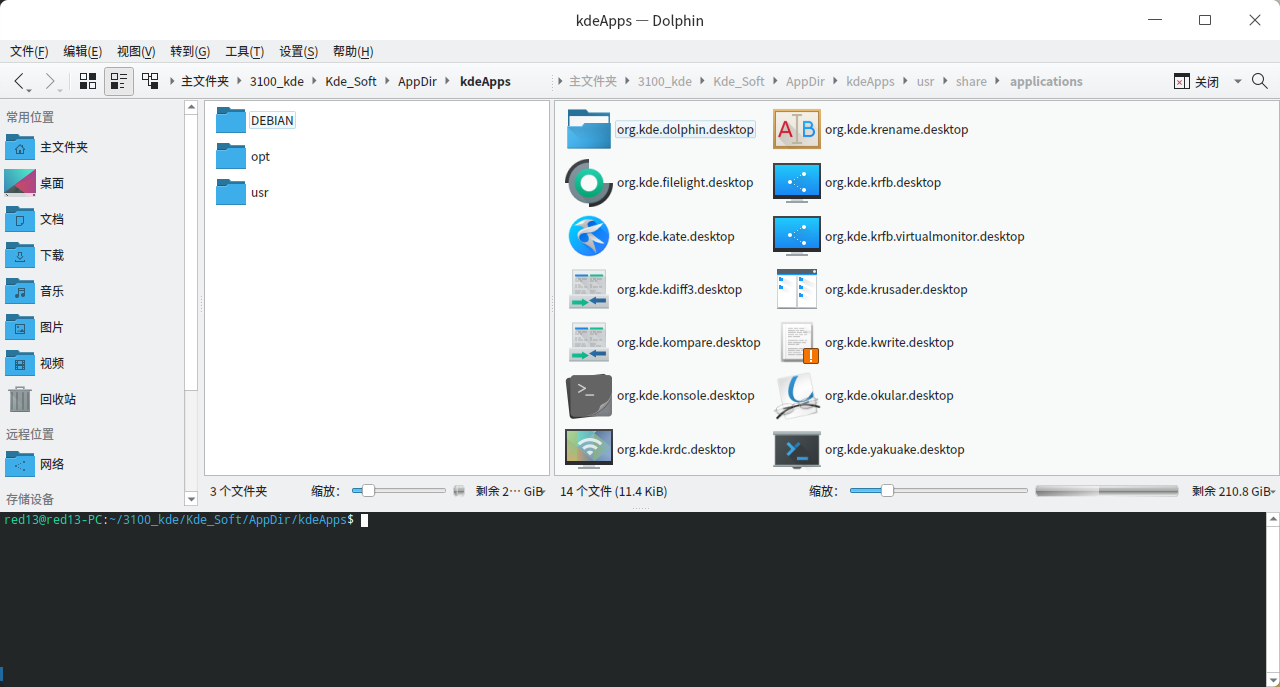 kdeApps — Dolphin
文件(F) 编辑(E) 视图(V) 转到(G) 工具(T) 设置(S) 帮助(H)
主文件夹 3100_kde Kde_Soft AppDir kdeApps
主文件夹 3100_kde Kde_Soft AppDir kdeApps usr share applications
关闭
常用位置
主文件夹
桌面
文档
下载
音乐
图片
视频
回收站
远程位置
网络
存储设备
DEBIAN
opt
usr
org.kde.dolphin.desktop
org.kde.filelight.desktop
org.kde.kate.desktop
org.kde.kdiff3.desktop
org.kde.kompare.desktop
org.kde.konsole.desktop
org.kde.krdc.desktop
org.kde.krename.desktop
org.kde.krfb.desktop
org.kde.krfb.virtualmonitor.desktop
org.kde.krusader.desktop
org.kde.kwrite.desktop
org.kde.okular.desktop
org.kde.yakuake.desktop
3 个文件夹 缩放: 剩余 2··· GiB
14 个文件 (11.4 KiB) 缩放: 剩余 210.8 GiB
red13@red13-PC:~/3100_kde/Kde_Soft/AppDir/kdeApps$